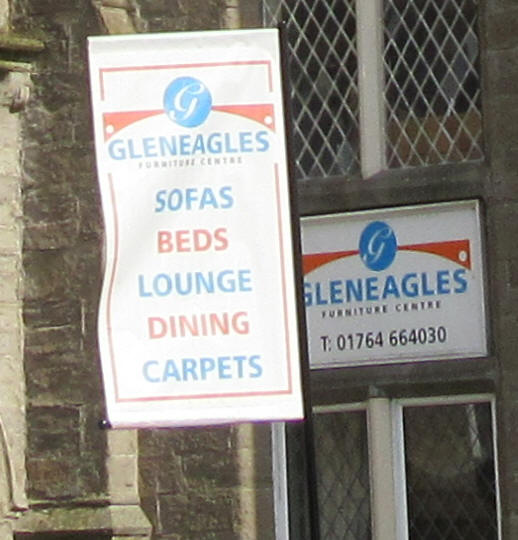 G
GLENEAGLES
FURNITURE CENTRE
SOFAS
BEDS
LOUNGE
DINING
CARPETS
G
GLENEAGLES
FURNITURE CENTRE
T: 01764 664030